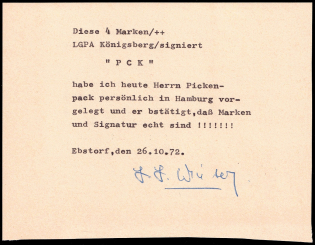 Diese 4 Marken/++
LGPA Königsberg/signiert
"PCK"
habe ich heute Herrn Picken-
pack persönlich in Hamburg vor-
gelegt und er bstätigt,daß Marken
und Signatur echt sind !!!!!!!
Ebstorf,den 26.10.72.